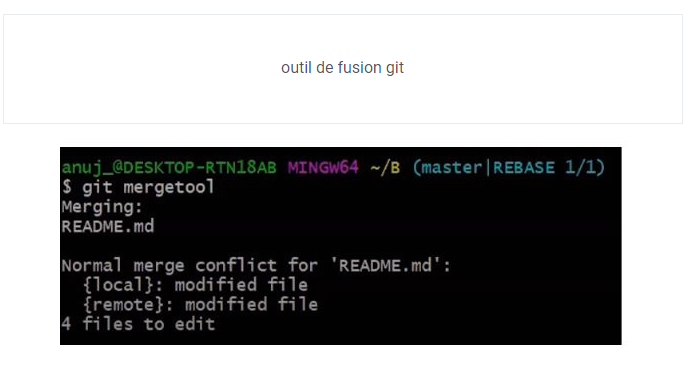 outil de fusion git
anuj_@DESKTOP-RTN18AB MINGW64 ~/B (master|REBASE 1/1)
$ git mergetool
Merging:
README.md
Normal merge conflict for 'README.md':
{local}: modified file
{remote}: modified file
4 files to edit